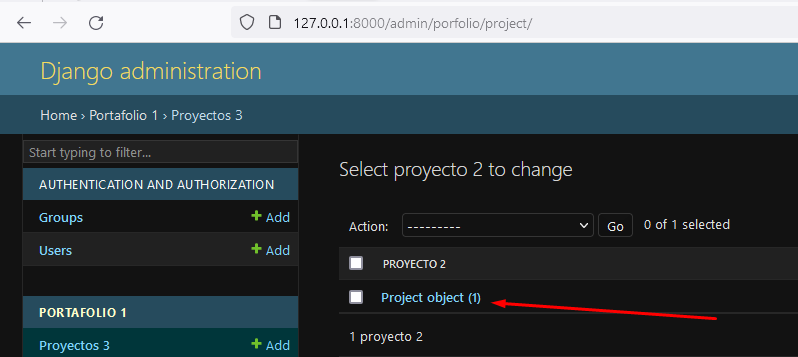 127.0.0.1:8000/admin/porfolio/project/
Django administration
Home › Portafolio 1 › Proyectos 3
Start typing to filter...
AUTHENTICATION AND AUTHORIZATION
Groups + Add
Users + Add
PORTAFOLIO 1
Proyectos 3 + Add
Select proyecto 2 to change
Action: --------- Go 0 of 1 selected
PROYECTO 2
Project object (1)
1 proyecto 2